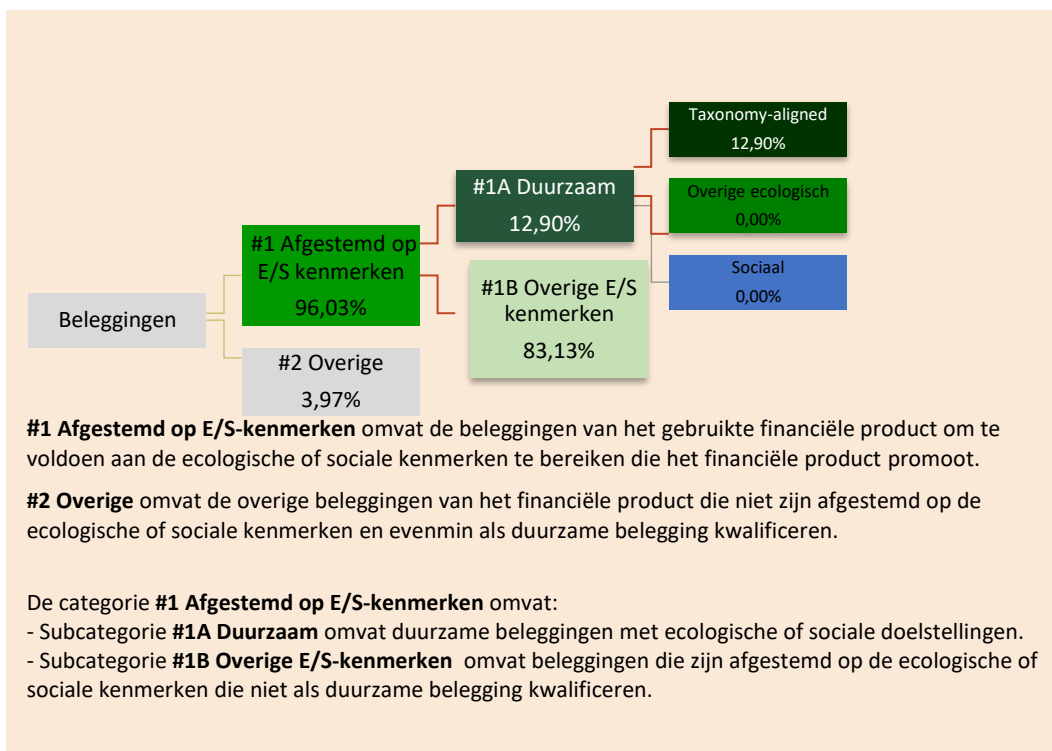 Taxonomy-aligned
12,90%
#1A Duurzaam
12,90%
Overige ecologisch
0,00%
#1 Afgestemd op
E/S kenmerken
96,03%
Sociaal
0,00%
#1B Overige E/S
kenmerken
83,13%
Beleggingen
#2 Overige
3,97%
#1 Afgestemd op E/S-kenmerken omvat de beleggingen van het gebruikte financiële product om te
voldoen aan de ecologische of sociale kenmerken te bereiken die het financiële product promoot.
#2 Overige omvat de overige beleggingen van het financiële product die niet zijn afgestemd op de
ecologische of sociale kenmerken en evenmin als duurzame belegging kwalificeren.
De categorie #1 Afgestemd op E/S-kenmerken omvat:
- Subcategorie #1A Duurzaam omvat duurzame beleggingen met ecologische of sociale doelstellingen.
- Subcategorie #1B Overige E/S-kenmerken omvat beleggingen die zijn afgestemd op de ecologische of
sociale kenmerken die niet als duurzame belegging kwalificeren.